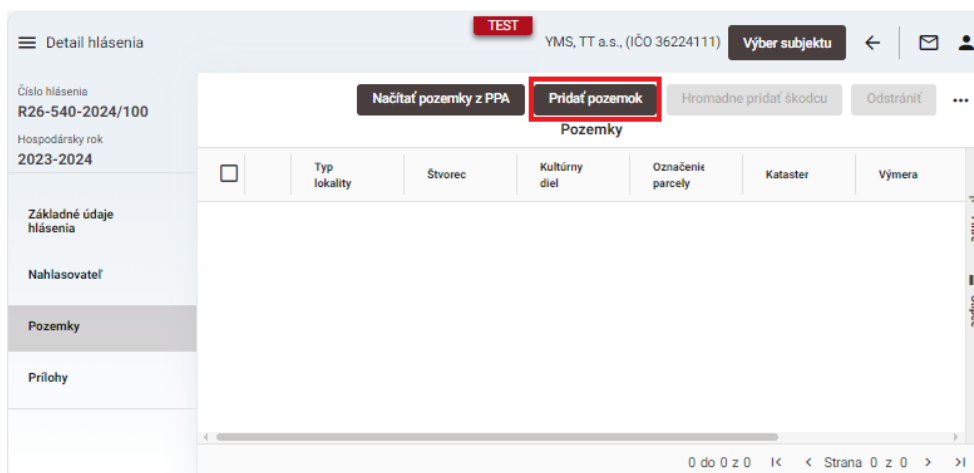 TEST
Detail hlásenia
YMS, TT a.s., (IČO 36224111)
Výber subjektu
Číslo hlásenia
R26-540-2024/100
Hospodársky rok
2023-2024
Základné údaje
hlásenia
Nahlasovateľ
Pozemky
Prílohy
Načítať pozemky z PPA
Pridať pozemok
Hromadne pridať škodcu
Odstrániť
Pozemky
Typ
lokality
Štvorec
Kultúrny
diel
Označenie
parcely
Kataster
Výmera
0 do 0 z 0
Strana 0 z 0